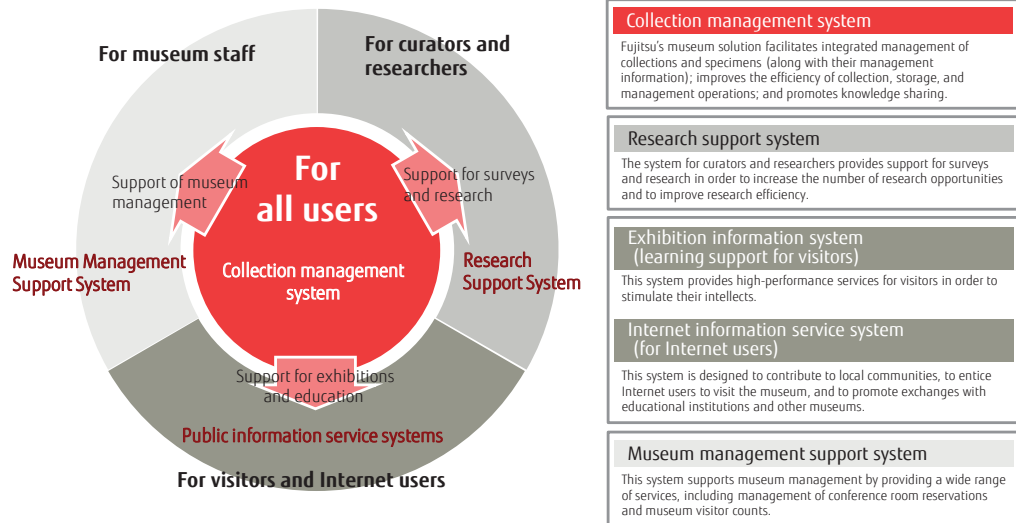 For museum staff
For curators and
researchers
For
all users
Collection management
system
Support of museum
management
Support for surveys
and research
Museum Management
Support System
Research
Support System
Support for exhibitions
and education
Public information service systems
For visitors and Internet users
Collection management system
Fujitsu's museum solution facilitates integrated management of
collections and specimens (along with their management
information); improves the efficiency of collection, storage, and
management operations; and promotes knowledge sharing.
Research support system
The system for curators and researchers provides support for surveys
and research in order to increase the number of research opportunities
and to improve research efficiency.
Exhibition information system
(learning support for visitors)
This system provides high-performance services for visitors in order to
stimulate their intellects.
Internet information service system
(for Internet users)
This system is designed to contribute to local communities, to entice
Internet users to visit the museum, and to promote exchanges with
educational institutions and other museums.
Museum management support system
This system supports museum management by providing a wide range
of services, including management of conference room reservations
and museum visitor counts.